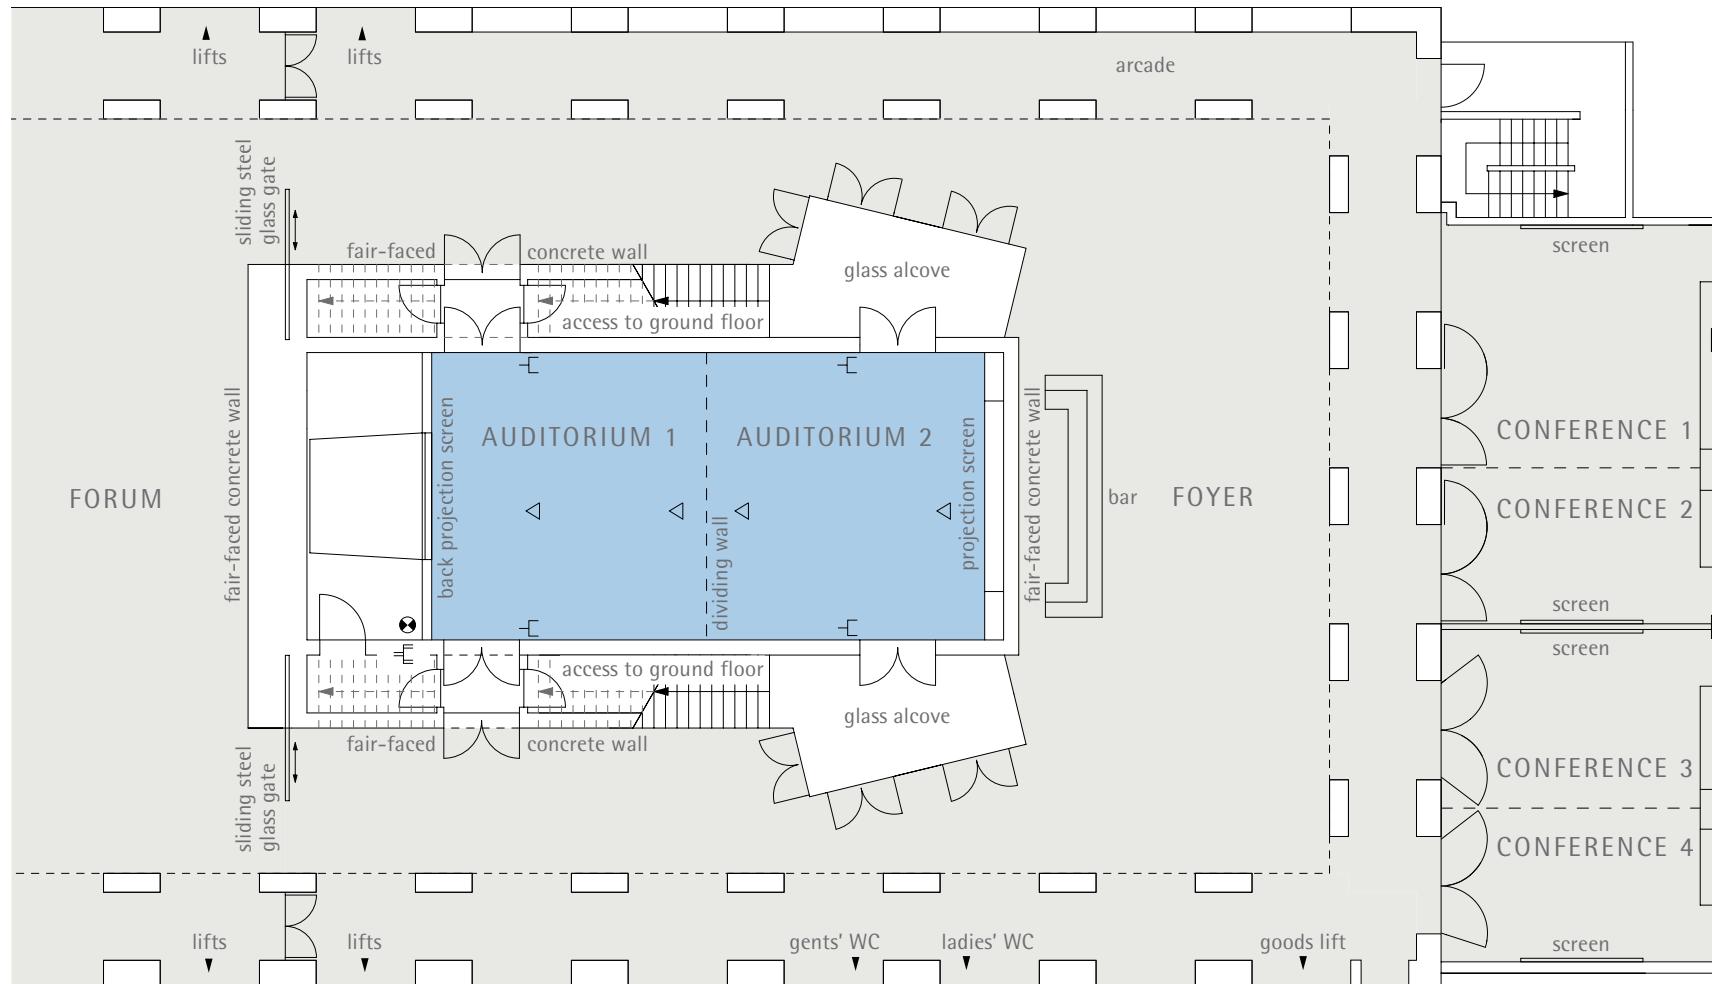 lifts
lifts
arcade
sliding steel
glass gate
fair-faced
concrete wall
screen
glass alcove
access to ground floor
fair-faced concrete wall
back projection screen
AUDITORIUM 1
AUDITORIUM 2
dividing wall
projection screen
fair-faced concrete wall
FORUM
bar
FOYER
CONFERENCE 1
CONFERENCE 2
screen
screen
access to ground floor
glass alcove
fair-faced
concrete wall
sliding steel
glass gate
CONFERENCE 3
CONFERENCE 4
lifts
lifts
gents' WC
ladies' WC
goods lift
screen